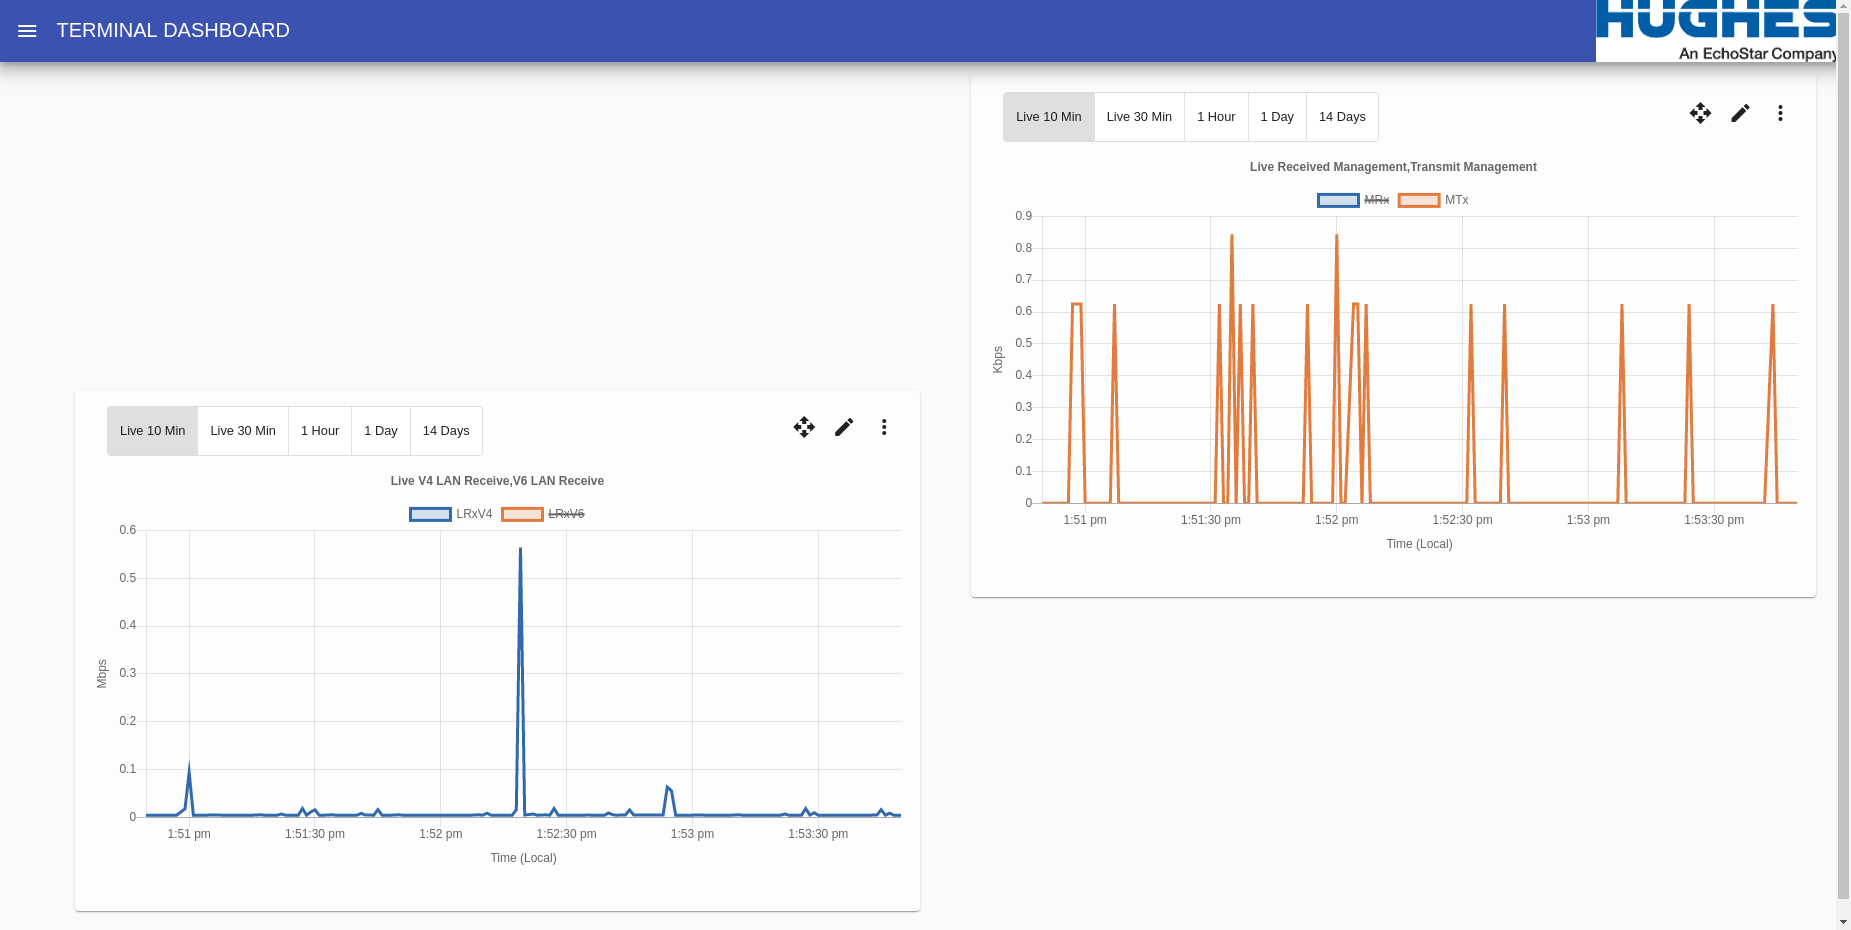 TERMINAL DASHBOARD
HUGHES
An EchoStar Company
Live 10 Min Live 30 Min 1 Hour 1 Day 14 Days
Live Received Management,Transmit Management
MRx MTx
0.9
0.8
0.7
0.6
0.5
0.4
0.3
0.2
0.1
0
Kbps
1:51 pm 1:51:30 pm 1:52 pm 1:52:30 pm 1:53 pm 1:53:30 pm
Time (Local)
Live 10 Min Live 30 Min 1 Hour 1 Day 14 Days
Live V4 LAN Receive,V6 LAN Receive
LRxV4 LRxV6
0.6
0.5
0.4
0.3
0.2
0.1
0
Mbps
1:51 pm 1:51:30 pm 1:52 pm 1:52:30 pm 1:53 pm 1:53:30 pm
Time (Local)